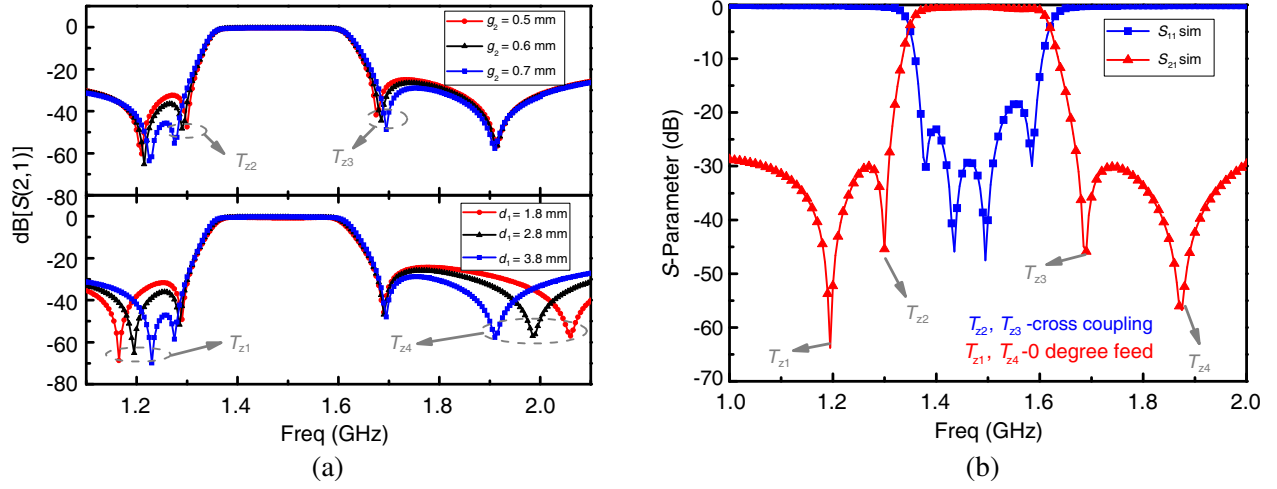 0
-20
-40
-60
-80
0
-20
-40
-60
-80
dB[S(2,1)]
g2 = 0.5 mm
g2 = 0.6 mm
g2 = 0.7 mm
Tz2
Tz3
d1 = 1.8 mm
d1 = 2.8 mm
d1 = 3.8 mm
Tz1
Tz4
1.2 1.4 1.6 1.8 2.0
Freq (GHz)
(a)
0
-10
-20
-30
-40
-50
-60
-70
S-Parameter (dB)
S11 sim
S21 sim
Tz3
Tz2
Tz2, Tz3 -cross coupling
Tz1, Tz4 -0 degree feed
Tz1
Tz4
1.0 1.2 1.4 1.6 1.8 2.0
Freq (GHz)
(b)